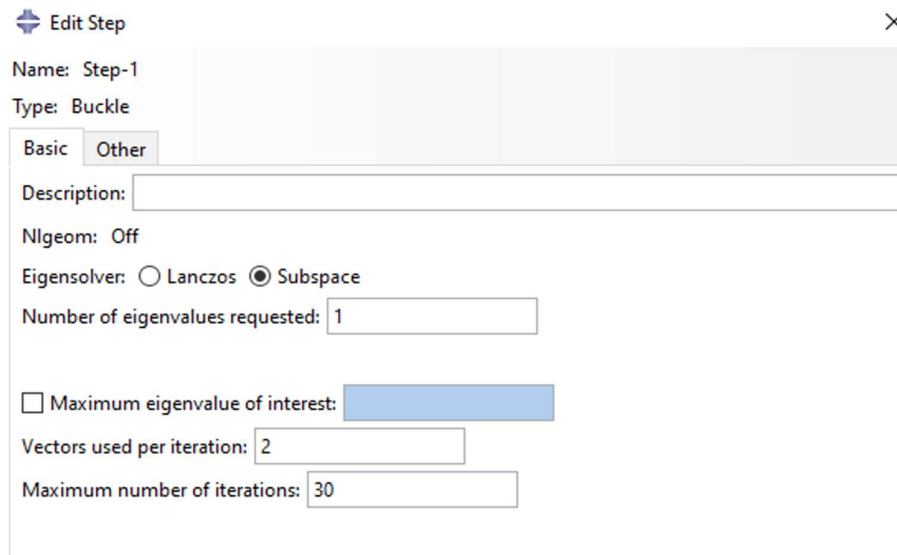 Edit Step
Name: Step-1
Type: Buckle
Basic Other
Description:
Nlgeom: Off
Eigensolver: Lanczos Subspace
Number of eigenvalues requested: 1
Maximum eigenvalue of interest:
Vectors used per iteration: 2
Maximum number of iterations: 30